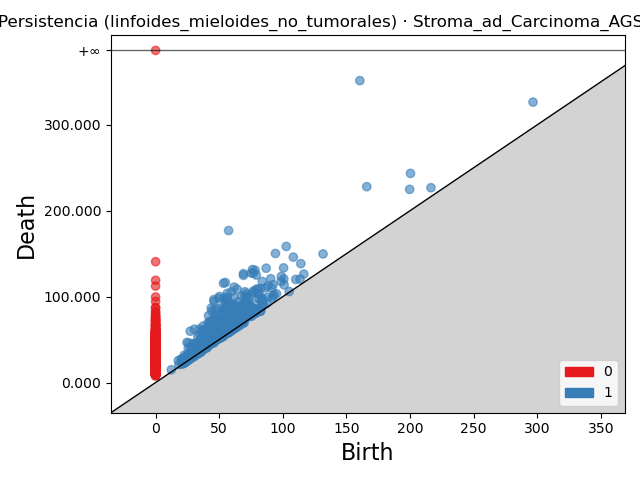 Persistencia (linfoides_mieloides_no_tumorales) · Stroma_ad_Carcinoma_AGS
+∞
300.000
200.000
100.000
0.000
Death
0
1
0 50 100 150 200 250 300 350
Birth